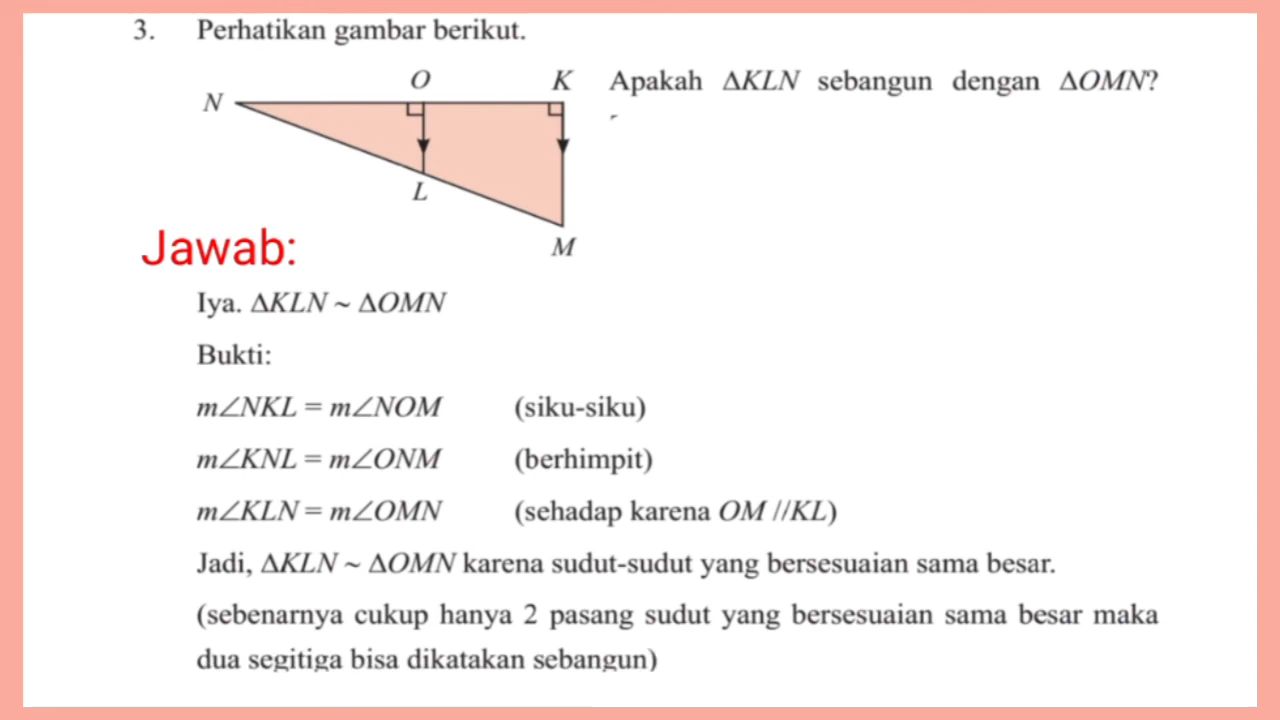 3. Perhatikan gambar berikut.
N
O
K
L
M
Apakah ΔKLN sebangun dengan ΔOMN?
Jawab:
Iya. ΔKLN ~ ΔOMN
Bukti:
m∠NKL = m∠NOM (siku-siku)
m∠KNL = m∠ONM (berhimpit)
m∠KLN = m∠OMN (sehadap karena OM //KL)
Jadi, ΔKLN ~ ΔOMN karena sudut-sudut yang bersesuaian sama besar.
(sebenarnya cukup hanya 2 pasang sudut yang bersesuaian sama besar maka
dua segitiga bisa dikatakan sebangun)